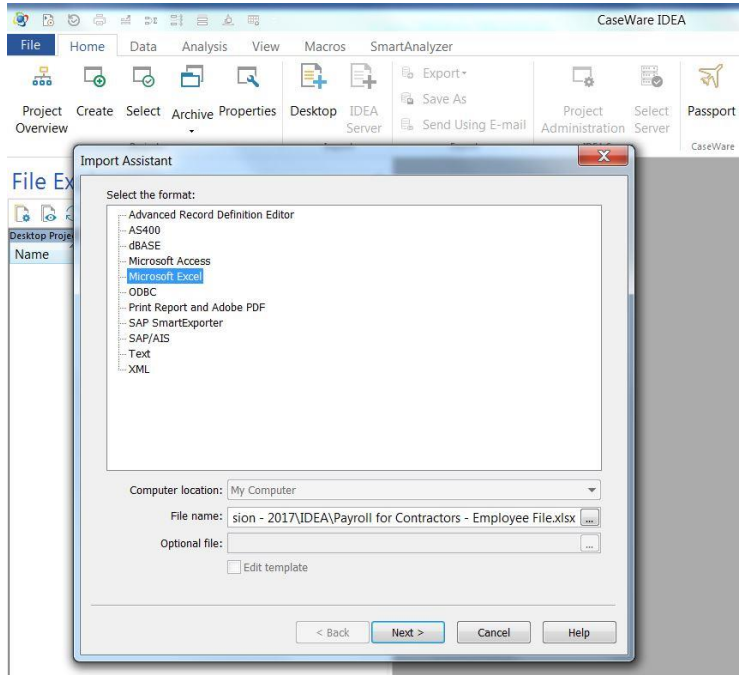 CaseWare IDEA
File Home Data Analysis View Macros SmartAnalyzer
Export
Save As
Send Using E-mail
Project Overview Create Select Archive Properties Desktop IDEA Server Project Administration Select Server Passport
CaseWare
Import Assistant
File Ex
Desktop Proje
Name
Select the format:
Advanced Record Definition Editor
AS400
dBASE
Microsoft Access
Microsoft Excel
ODBC
Print Report and Adobe PDF
SAP SmartExporter
SAP/AIS
Text
XML
Computer location: My Computer
File name: sion - 2017\IDEA\Payroll for Contractors - Employee File.xlsx ...
Optional file: ...
Edit template
< Back Next > Cancel Help